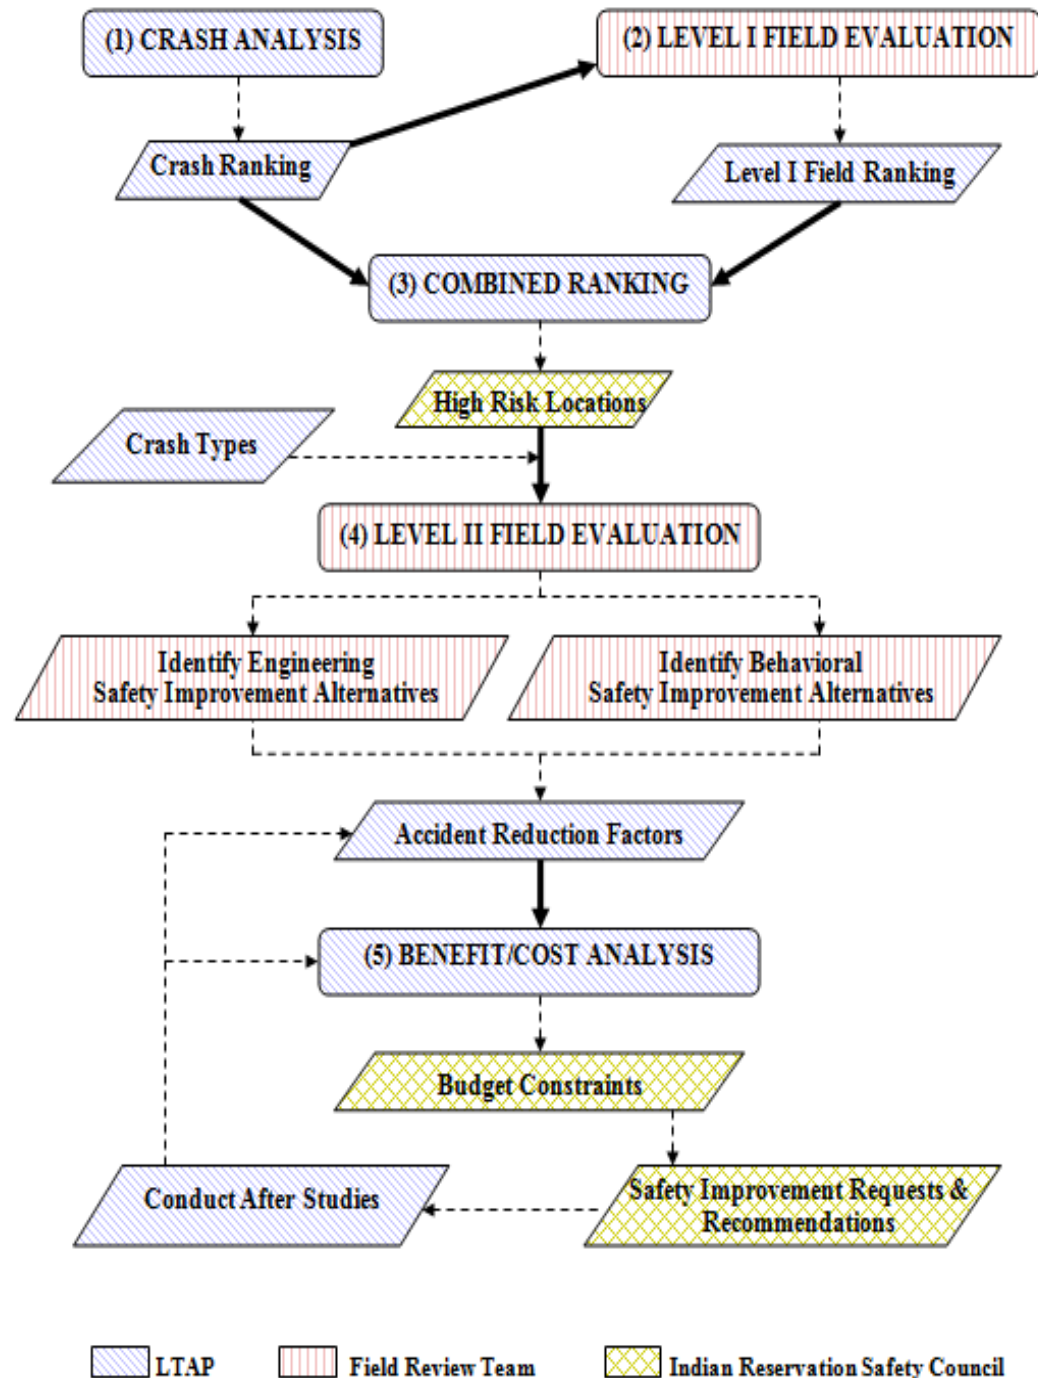 (1) CRASH ANALYSIS
(2) LEVEL I FIELD EVALUATION
Crash Ranking
Level I Field Ranking
(3) COMBINED RANKING
High Risk Locations
Crash Types
(4) LEVEL II FIELD EVALUATION
Identify Engineering
Safety Improvement Alternatives
Identify Behavioral
Safety Improvement Alternatives
Accident Reduction Factors
(5) BENEFIT/COST ANALYSIS
Budget Constraints
Conduct After Studies
Safety Improvement Requests &
Recommendations
LTAP
Field Review Team
Indian Reservation Safety Council